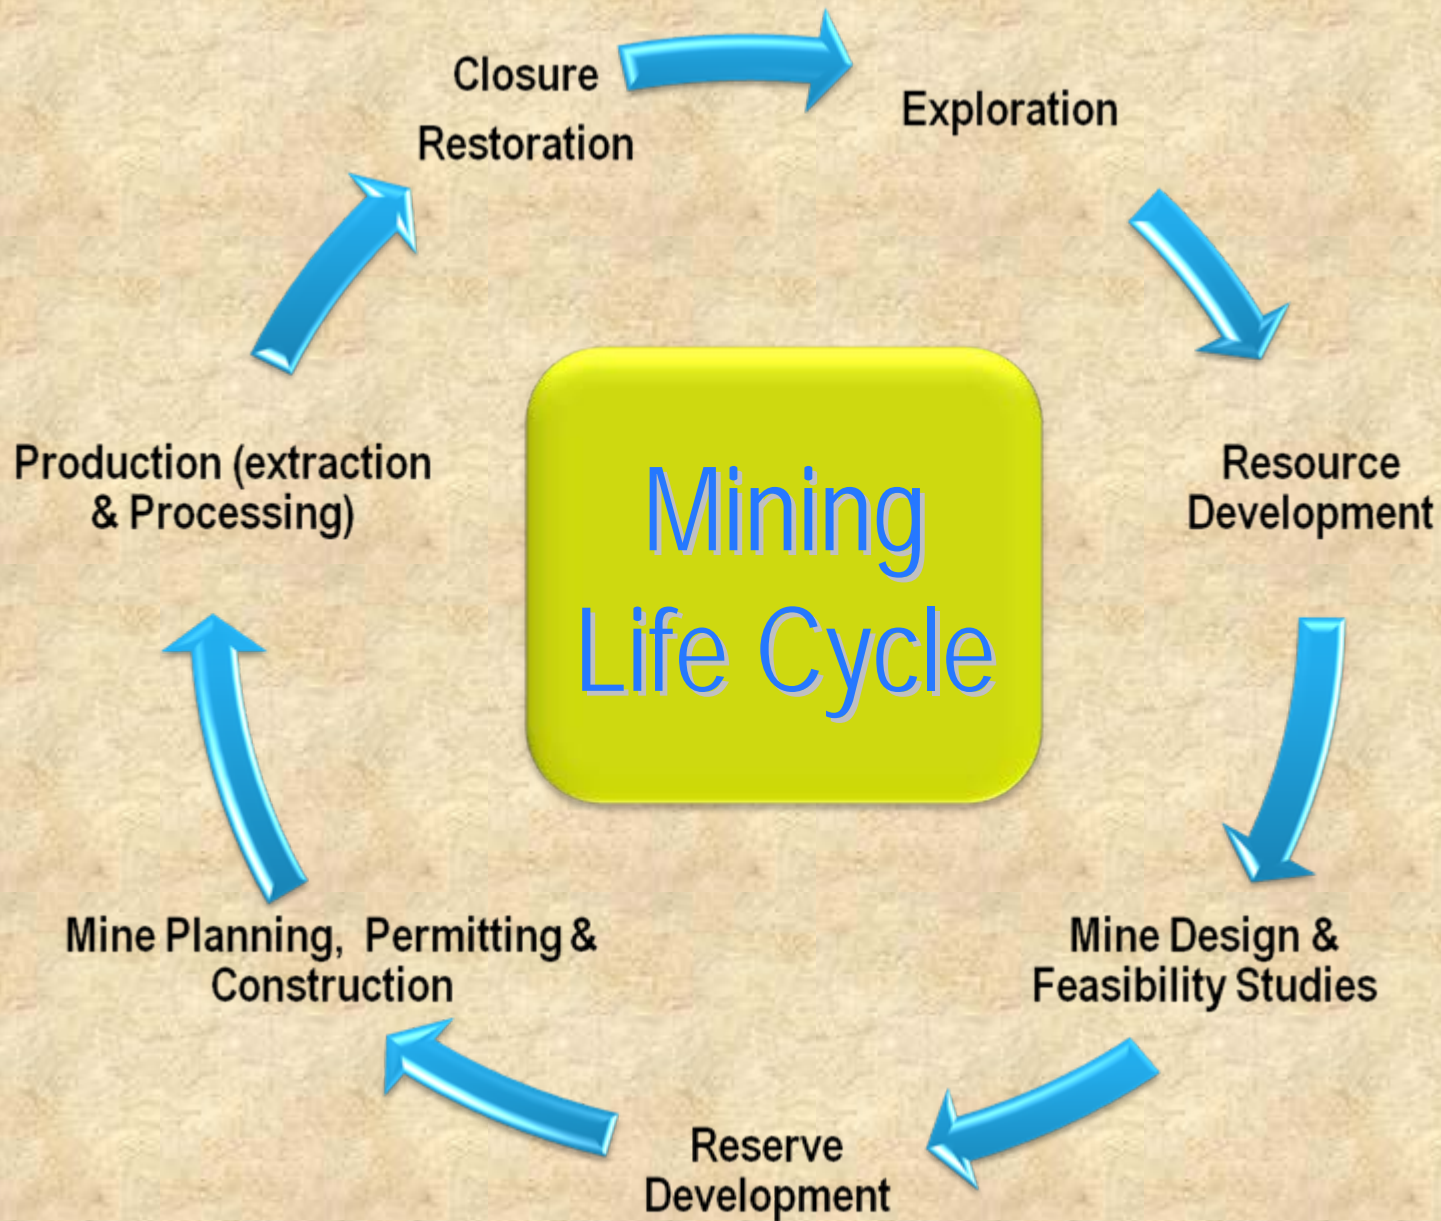 Closure
Restoration
Exploration
Production (extraction
& Processing)
Mining
Life Cycle
Resource
Development
Mine Planning, Permitting &
Construction
Mine Design &
Feasibility Studies
Reserve
Development